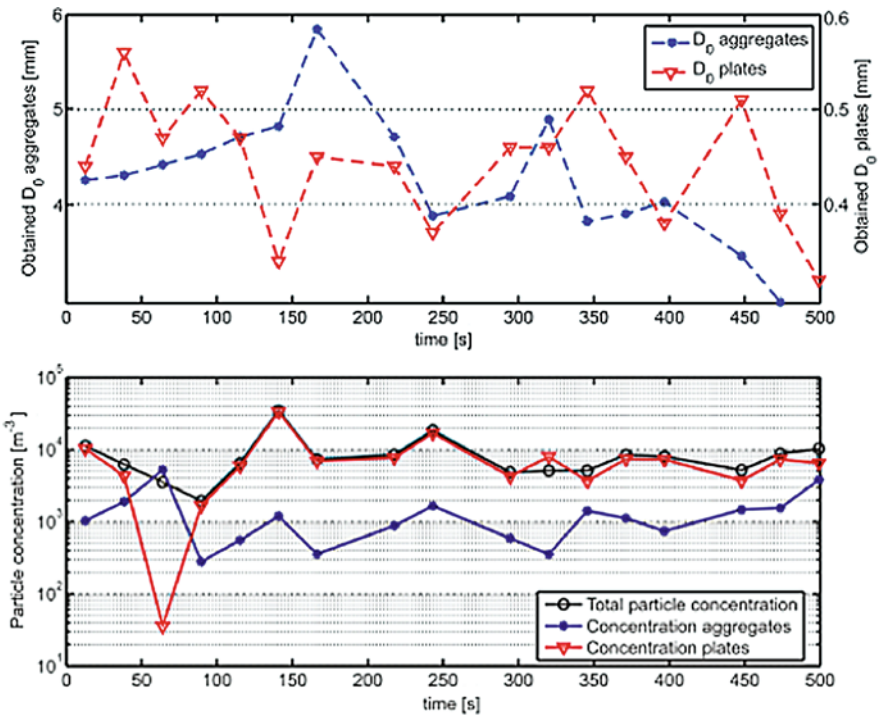 D0 aggregates
D0 plates
Obtained D0 aggregates [mm]
6
5
4
0.6
0.5
0.4
Obtained D0 plates [mm]
0 50 100 150 200 250 300 350 400 450 500
time [s]
Particle concentration [m-3]
10^5
10^4
10^3
10^2
10^1
Total particle concentration
Concentration aggregates
Concentration plates
0 50 100 150 200 250 300 350 400 450 500
time [s]